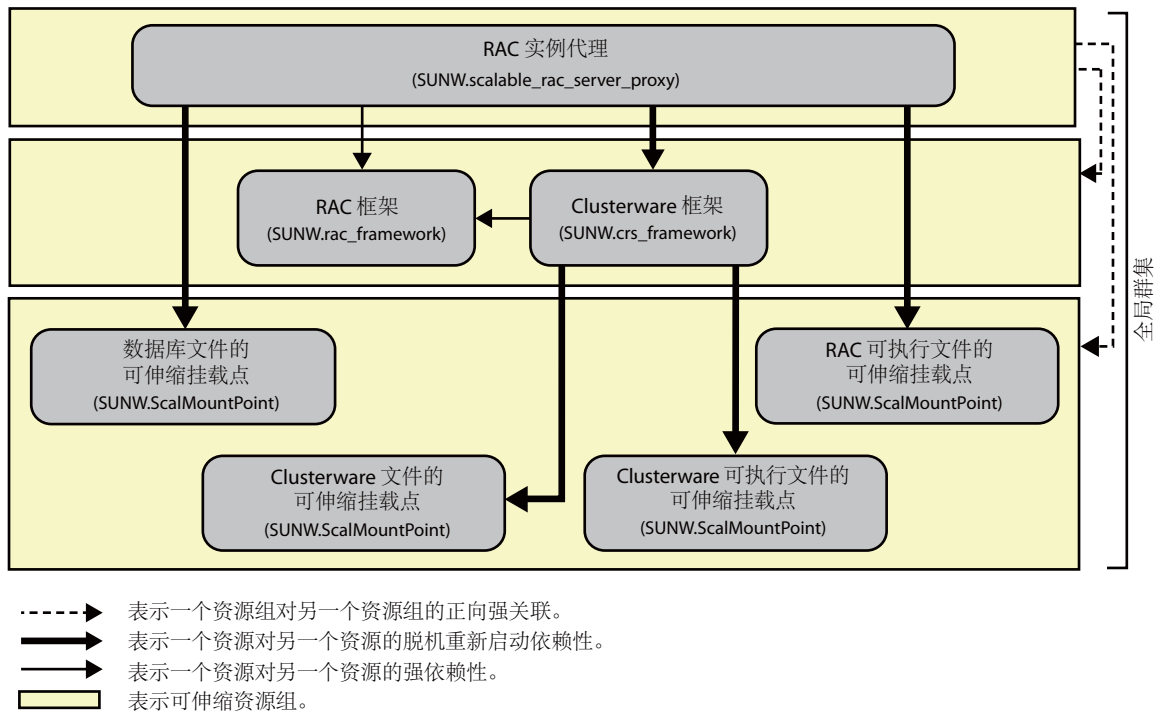 RAC 实例代理
(SUNW.scalable_rac_server_proxy)
RAC 框架
(SUNW.rac_framework)
Clusterware 框架
(SUNW.crs_framework)
全局群集
数据库文件的
可伸缩挂载点
(SUNW.ScalMountPoint)
RAC 可执行文件的
可伸缩挂载点
(SUNW.ScalMountPoint)
Clusterware 文件的
可伸缩挂载点
(SUNW.ScalMountPoint)
Clusterware 可执行文件的
可伸缩挂载点
(SUNW.ScalMountPoint)
表示一个资源组对另一个资源组的正向强关联。
表示一个资源对另一个资源的脱机重新启动依赖性。
表示一个资源对另一个资源的强依赖性。
表示可伸缩资源组。